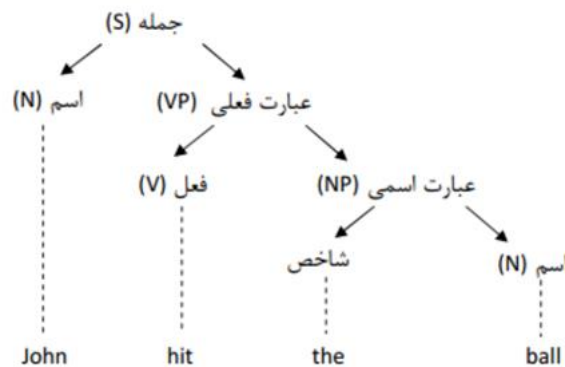 جمله (S)
اسم (N) عبارت فعلی (VP)
فعل (V) عبارت اسمی (NP)
شاخص اسم (N)
John hit the ball